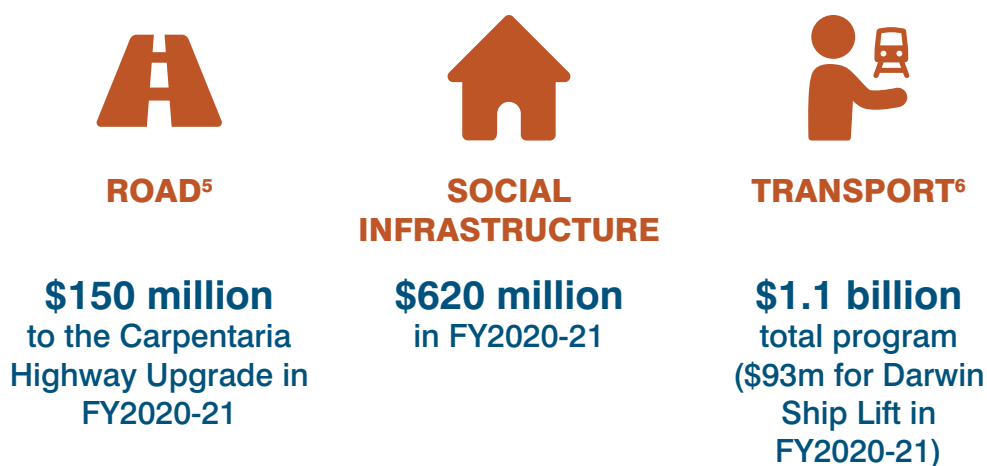 ROAD⁵
$150 million
to the Carpentaria
Highway Upgrade in
FY2020-21
SOCIAL
INFRASTRUCTURE
$620 million
in FY2020-21
TRANSPORT⁶
$1.1 billion
total program
($93m for Darwin
Ship Lift in
FY2020-21)